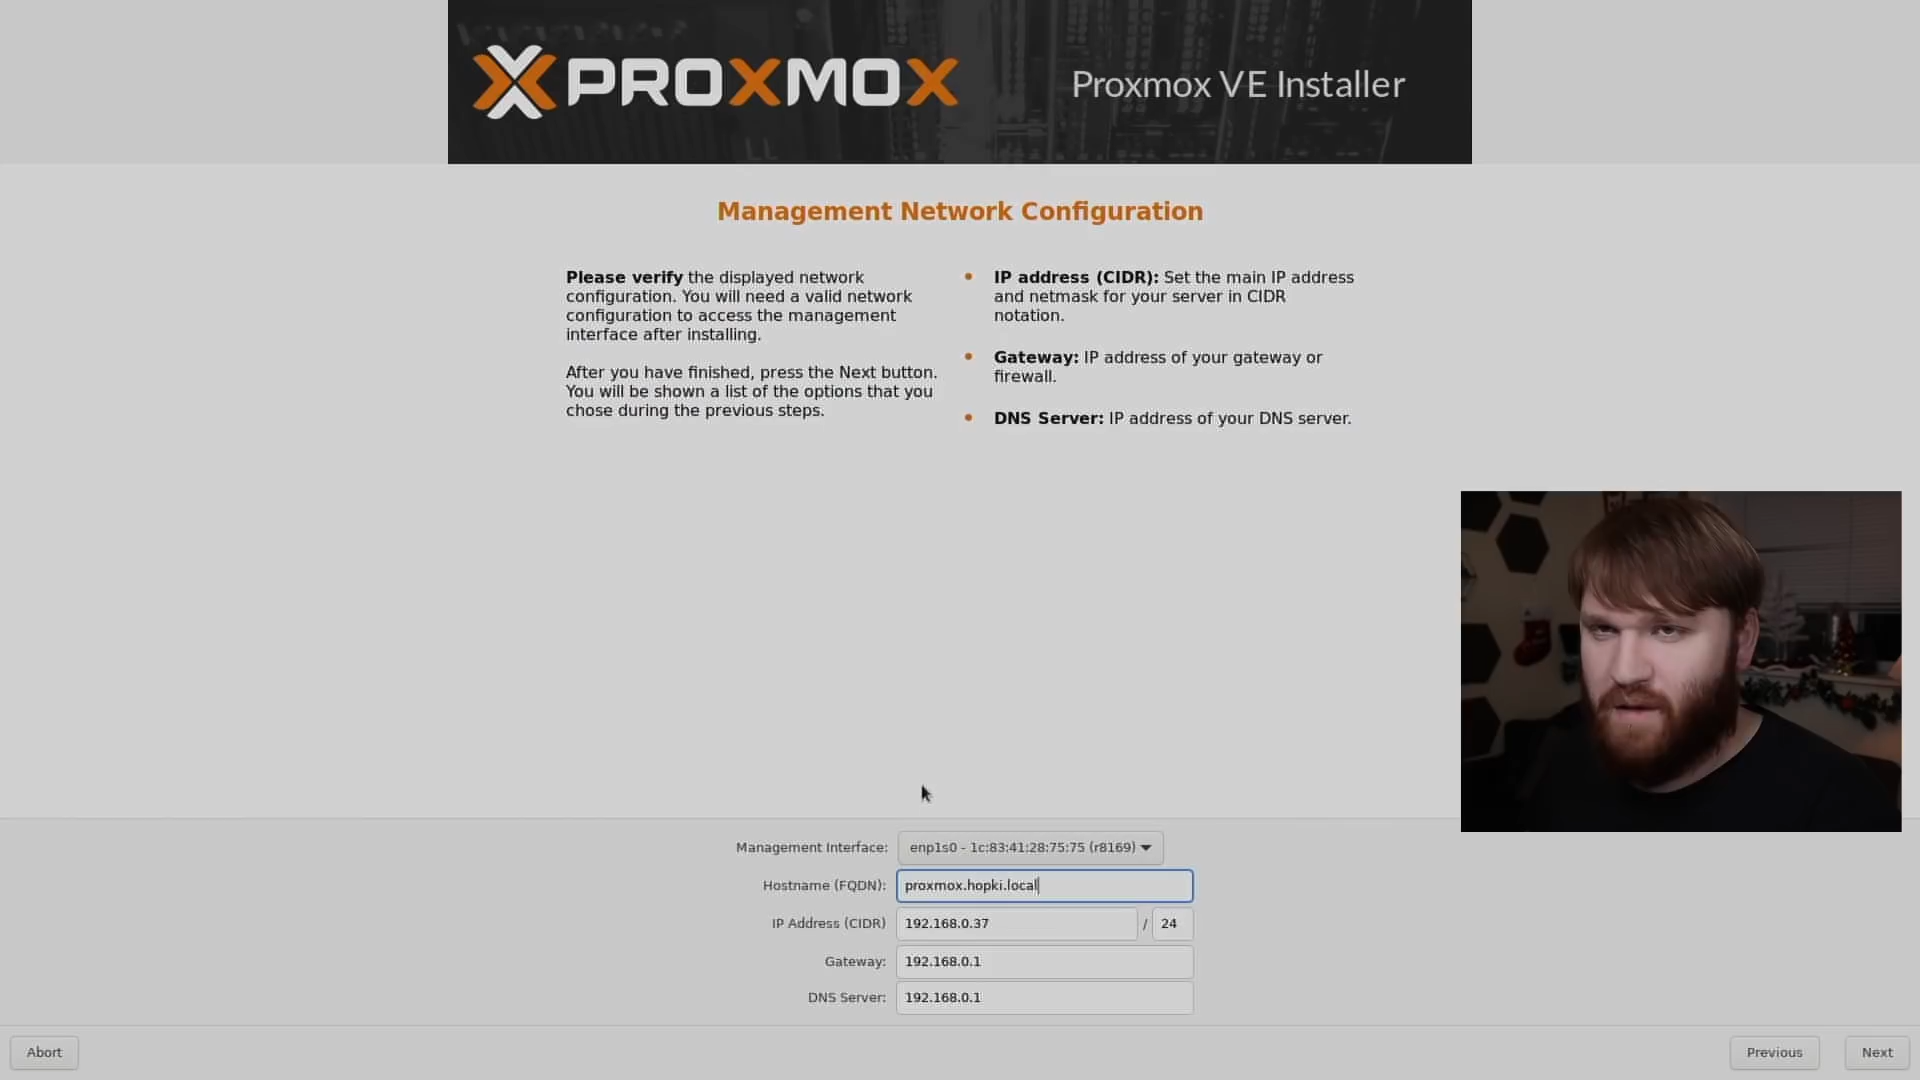 PROXMOX
Proxmox VE Installer
Management Network Configuration
Please verify the displayed network
configuration. You will need a valid network
configuration to access the management
interface after installing.
After you have finished, press the Next button.
You will be shown a list of the options that you
chose during the previous steps.
IP address (CIDR): Set the main IP address
and netmask for your server in CIDR
notation.
Gateway: IP address of your gateway or
firewall.
DNS Server: IP address of your DNS server.
Management Interface: enp1s0 - 1c:83:41:28:75:75 (r8169)
Hostname (FQDN): proxmox.hopki.local
IP Address (CIDR) 192.168.0.37 / 24
Gateway: 192.168.0.1
DNS Server: 192.168.0.1
Abort Previous Next